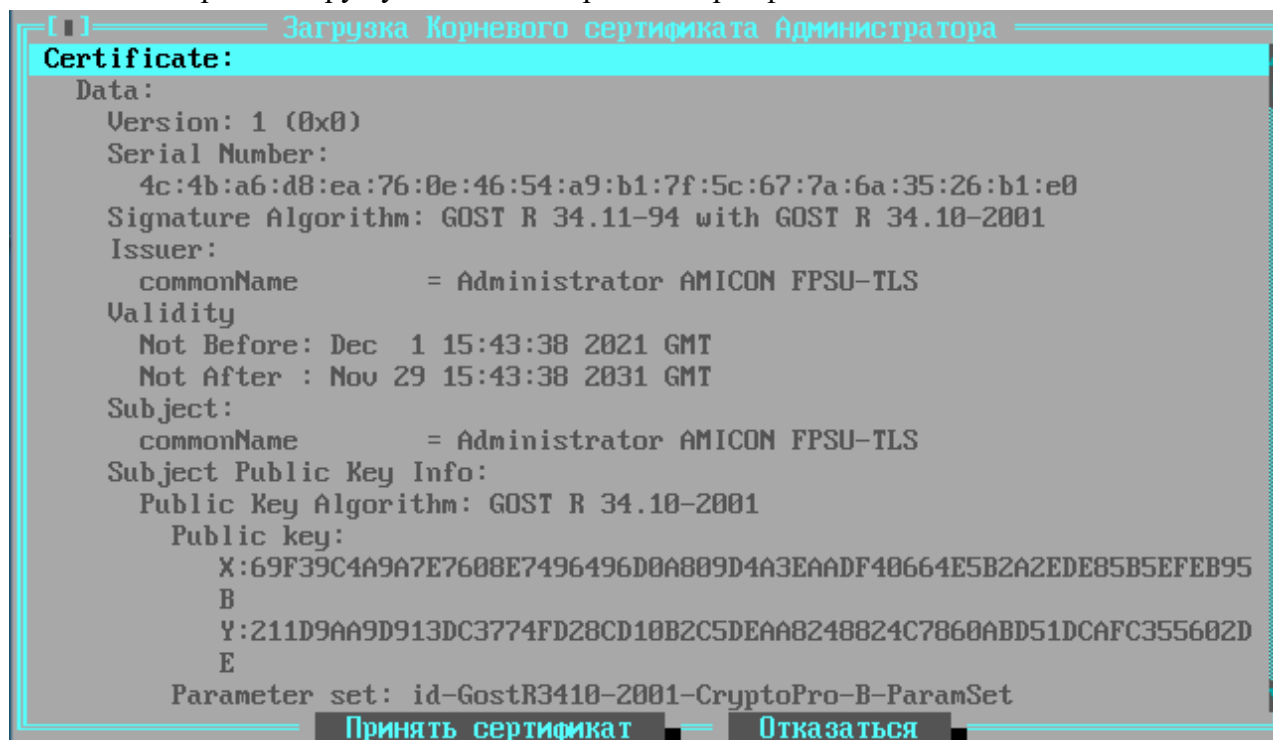 [▮] Загрузка Корневого сертификата Администратора
Certificate:
Data:
Version: 1 (0x0)
Serial Number:
4c:4b:a6:d8:ea:76:0e:46:54:a9:b1:7f:5c:67:7a:6a:35:26:b1:e0
Signature Algorithm: GOST R 34.11-94 with GOST R 34.10-2001
Issuer:
commonName = Administrator AMICON FPSU-TLS
Validity
Not Before: Dec 1 15:43:38 2021 GMT
Not After : Nov 29 15:43:38 2031 GMT
Subject:
commonName = Administrator AMICON FPSU-TLS
Subject Public Key Info:
Public Key Algorithm: GOST R 34.10-2001
Public key:
X:69F39C4A9A7E7608E7496496D0A809D4A3EAADF40664E5B2A2EDE85B5EFEB95
B
Y:211D9AA9D913DC3774FD28CD10B2C5DEAA8248824C7860ABD51DCAFC355602D
E
Parameter set: id-GostR3410-2001-CryptoPro-B-ParamSet
Принять сертификат Отказаться